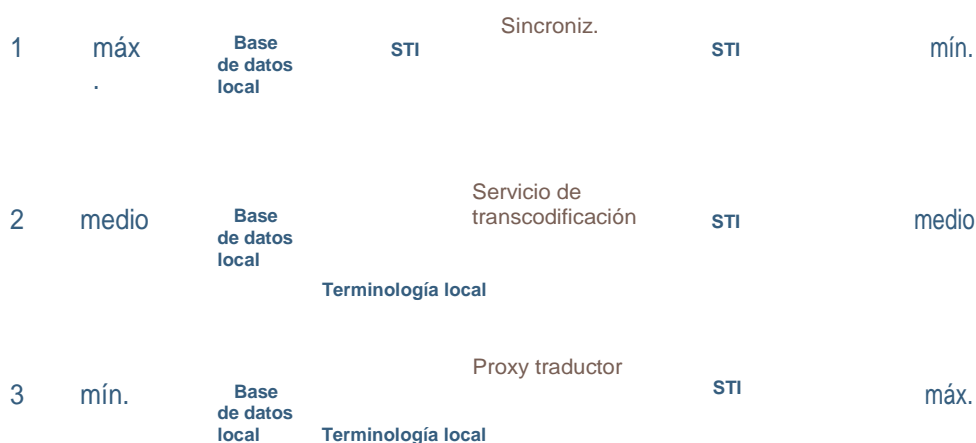 Sincroniz.
1 máx Base STI STI mín.
. de datos
local
Servicio de
transcodificación
2 medio Base STI medio
de datos
local
Terminología local
Proxy traductor
3 mín. Base STI máx.
de datos
local Terminología local